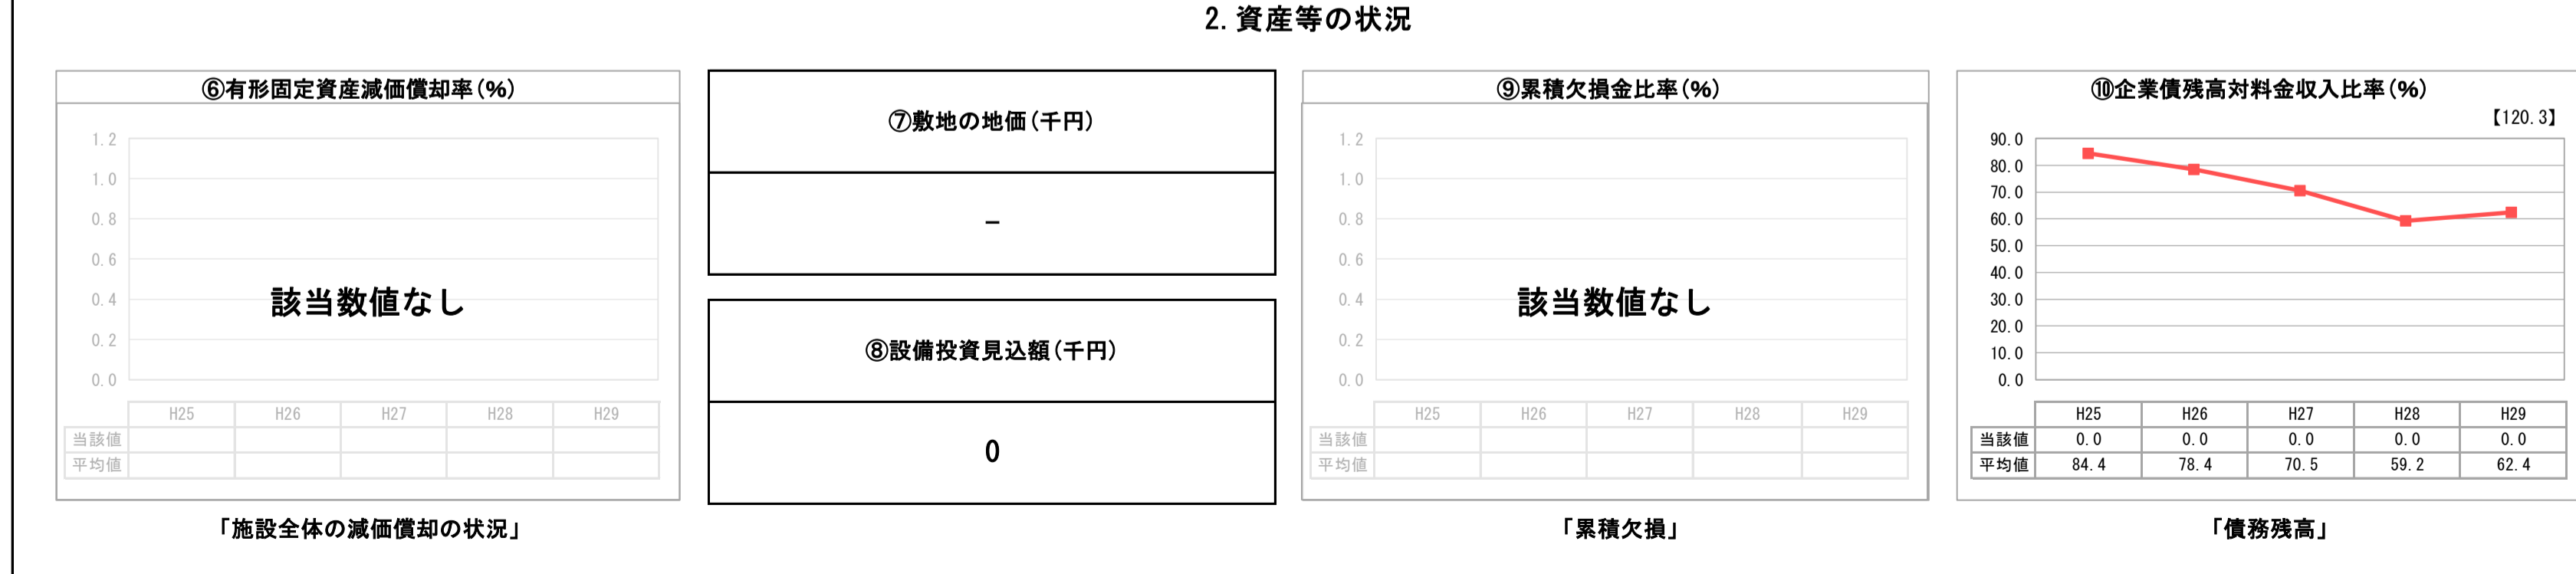 2.資産等の状況
⑥有形固定資産減価償却率(%)
1.2
1.0
0.8
0.6
0.4
0.2
0.0
該当数値なし
H25 H26 H27 H28 H29
当該値
平均値
「施設全体の減価償却の状況」
⑦敷地の地価(千円)
-
⑧設備投資見込額(千円)
0
⑨累積欠損金比率(%)
1.2
1.0
0.8
0.6
0.4
0.2
0.0
該当数値なし
H25 H26 H27 H28 H29
当該値
平均値
「累積欠損」
⑩企業債残高対料金収入比率(%)
【120.3】
90.0
80.0
70.0
60.0
50.0
40.0
30.0
20.0
10.0
0.0
H25 H26 H27 H28 H29
当該値 0.0 0.0 0.0 0.0 0.0
平均値 84.4 78.4 70.5 59.2 62.4
「債務残高」